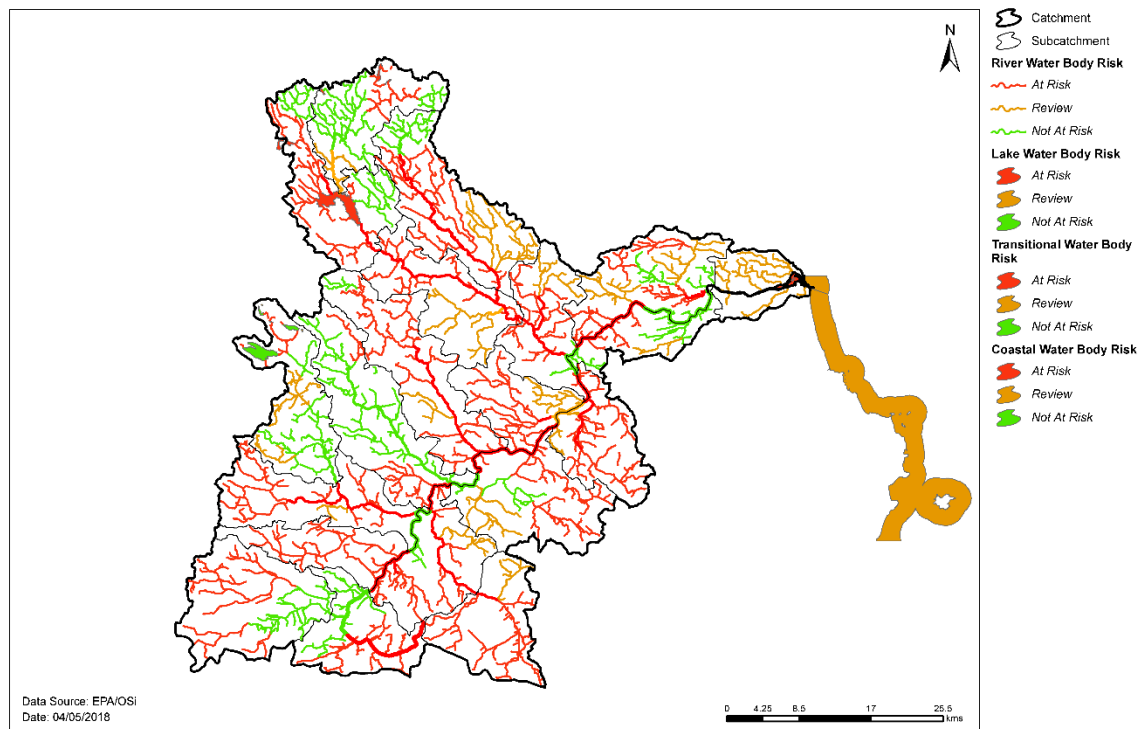 N
Catchment
Subcatchment
River Water Body Risk
At Risk
Review
Not At Risk
Lake Water Body Risk
At Risk
Review
Not At Risk
Transitional Water Body
Risk
At Risk
Review
Not At Risk
Coastal Water Body Risk
At Risk
Review
Not At Risk
Data Source: EPA/OSi
Date: 04/05/2018
0 4.25 8.5 17 25.5
kms